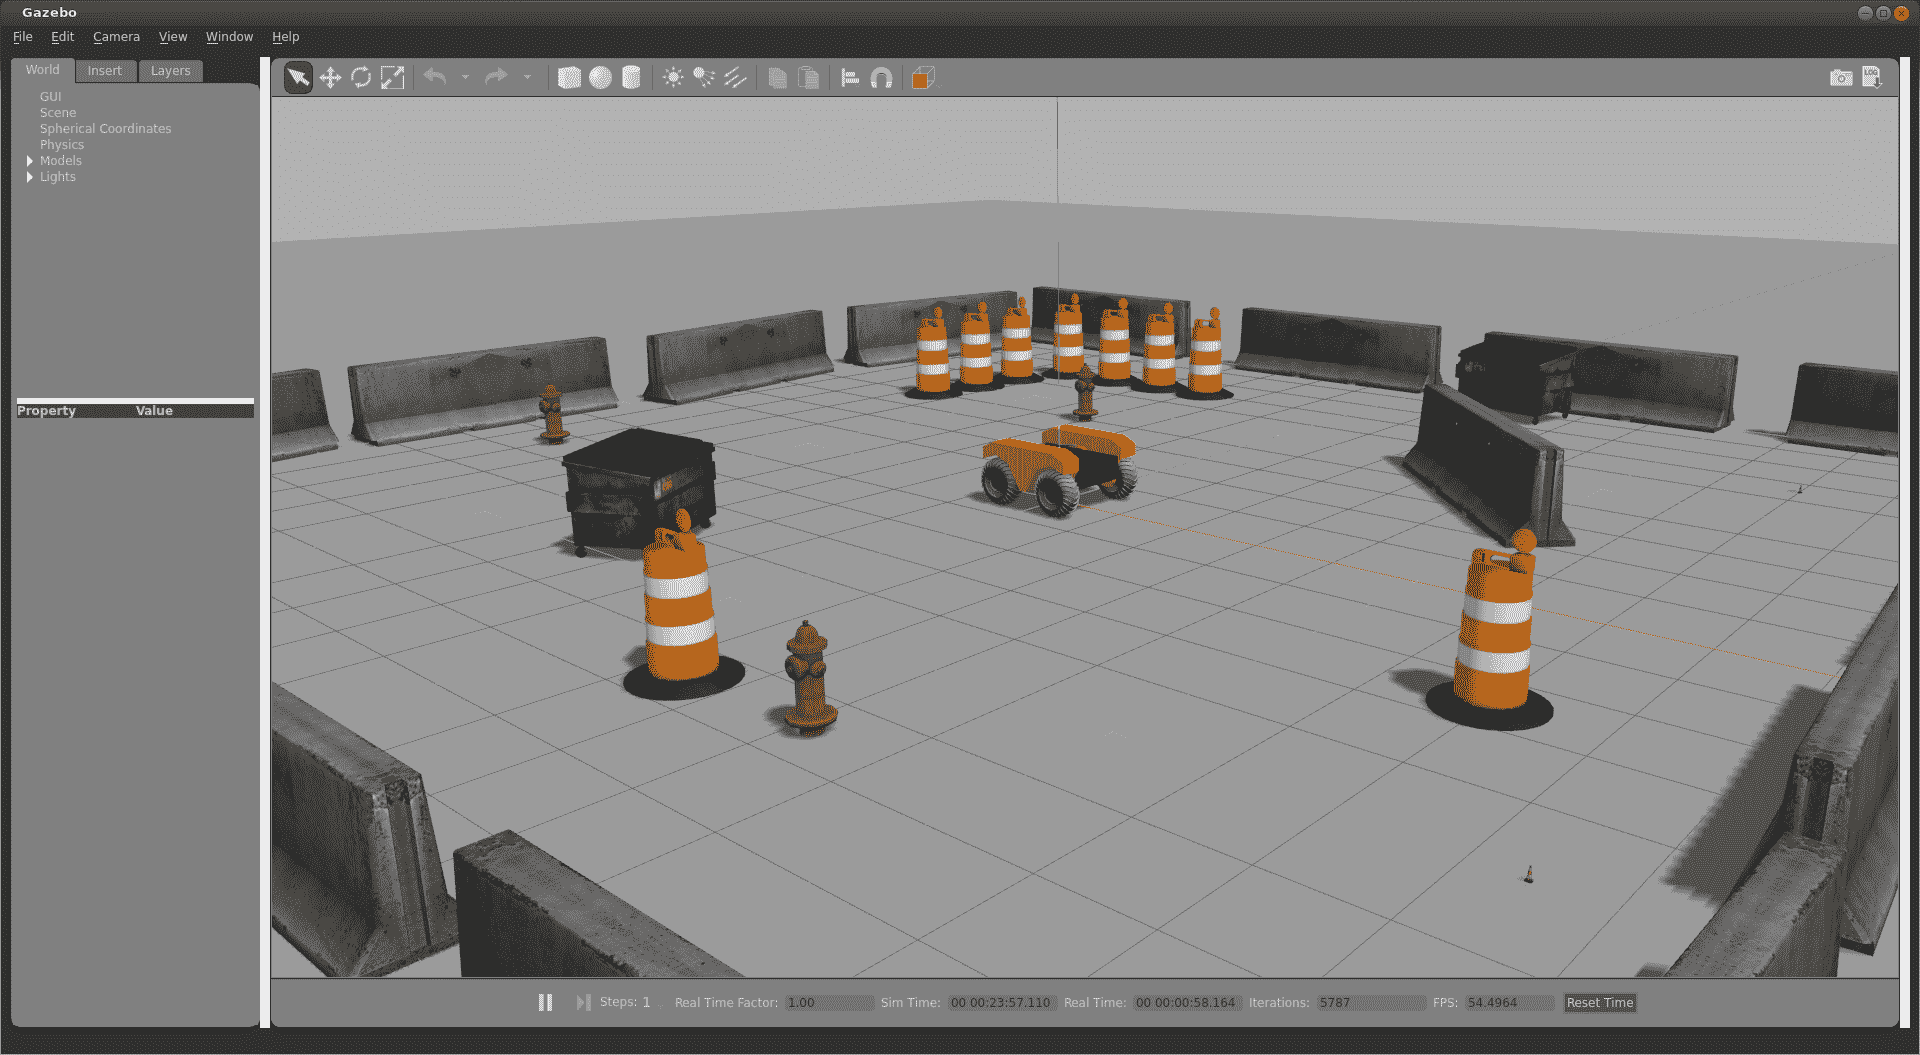 Gazebo
File Edit Camera View Window Help
World Insert Layers
GUI
Scene
Spherical Coordinates
Physics
Models
Lights
Property Value
LOG
Steps: 1 Real Time Factor: 1.00 Sim Time: 00 00:23:57.110 Real Time: 00 00:00:58.164 Iterations: 5787 FPS: 54.4964 Reset Time